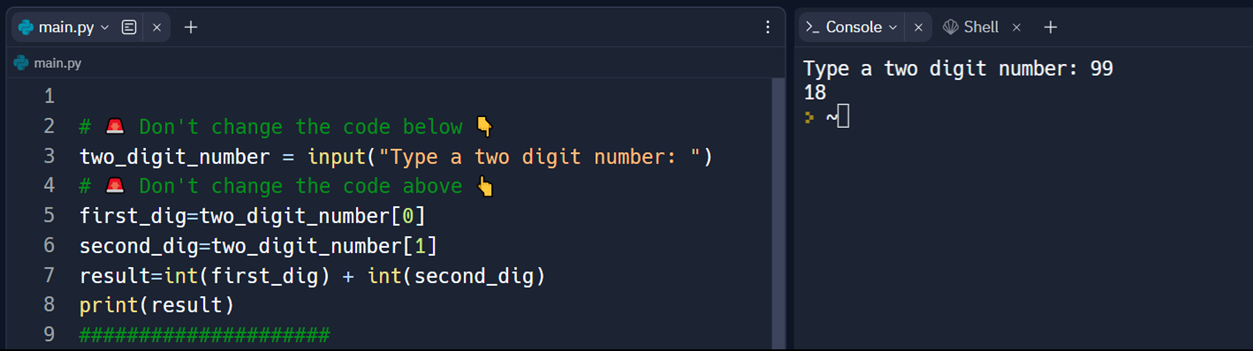 main.py
main.py
1
2 # 🚨 Don't change the code below 👇
3 two_digit_number = input("Type a two digit number: ")
4 # 🚨 Don't change the code above 👆
5 first_dig=two_digit_number[0]
6 second_dig=two_digit_number[1]
7 result=int(first_dig) + int(second_dig)
8 print(result)
9 #####################
Console Shell
Type a two digit number: 99
18
~